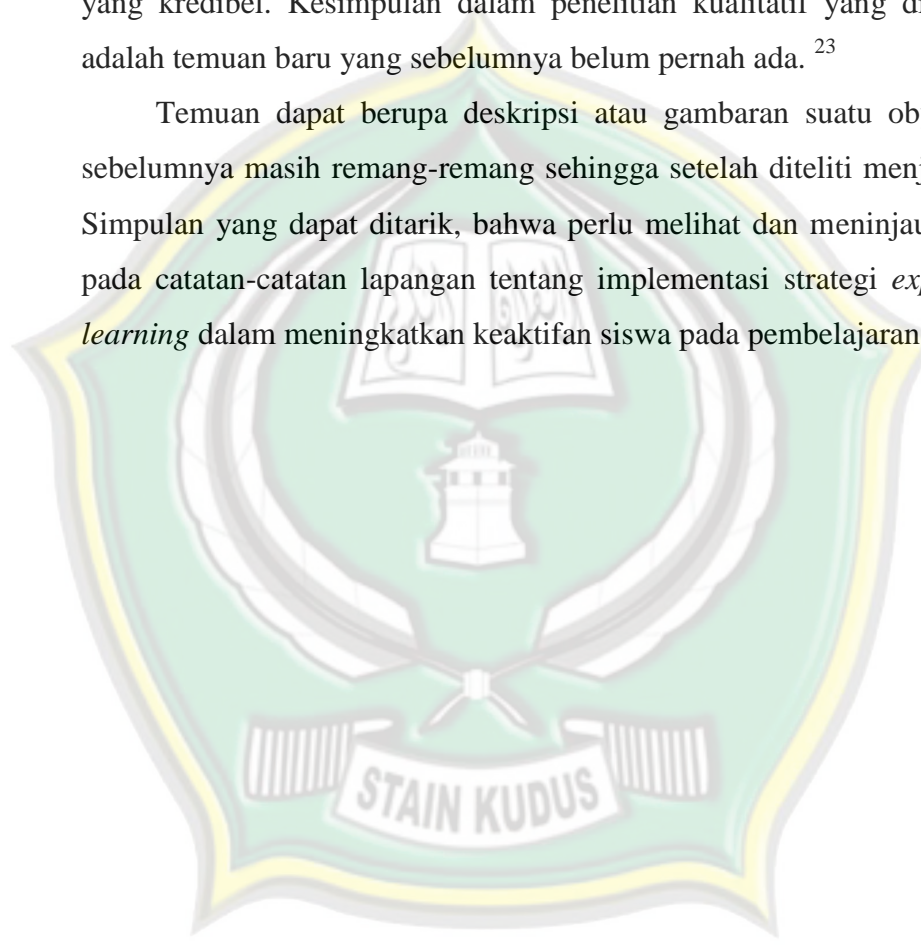 yang kredibel. Kesimpulan dalam penelitian kualitatif yang di
adalah temuan baru yang sebelumnya belum pernah ada. 23
Temuan dapat berupa deskripsi atau gambaran suatu ob
sebelumnya masih remang-remang sehingga setelah diteliti menj
Simpulan yang dapat ditarik, bahwa perlu melihat dan meninjau
pada catatan-catatan lapangan tentang implementasi strategi exp
learning dalam meningkatkan keaktifan siswa pada pembelajaran
STAIN KUDUS